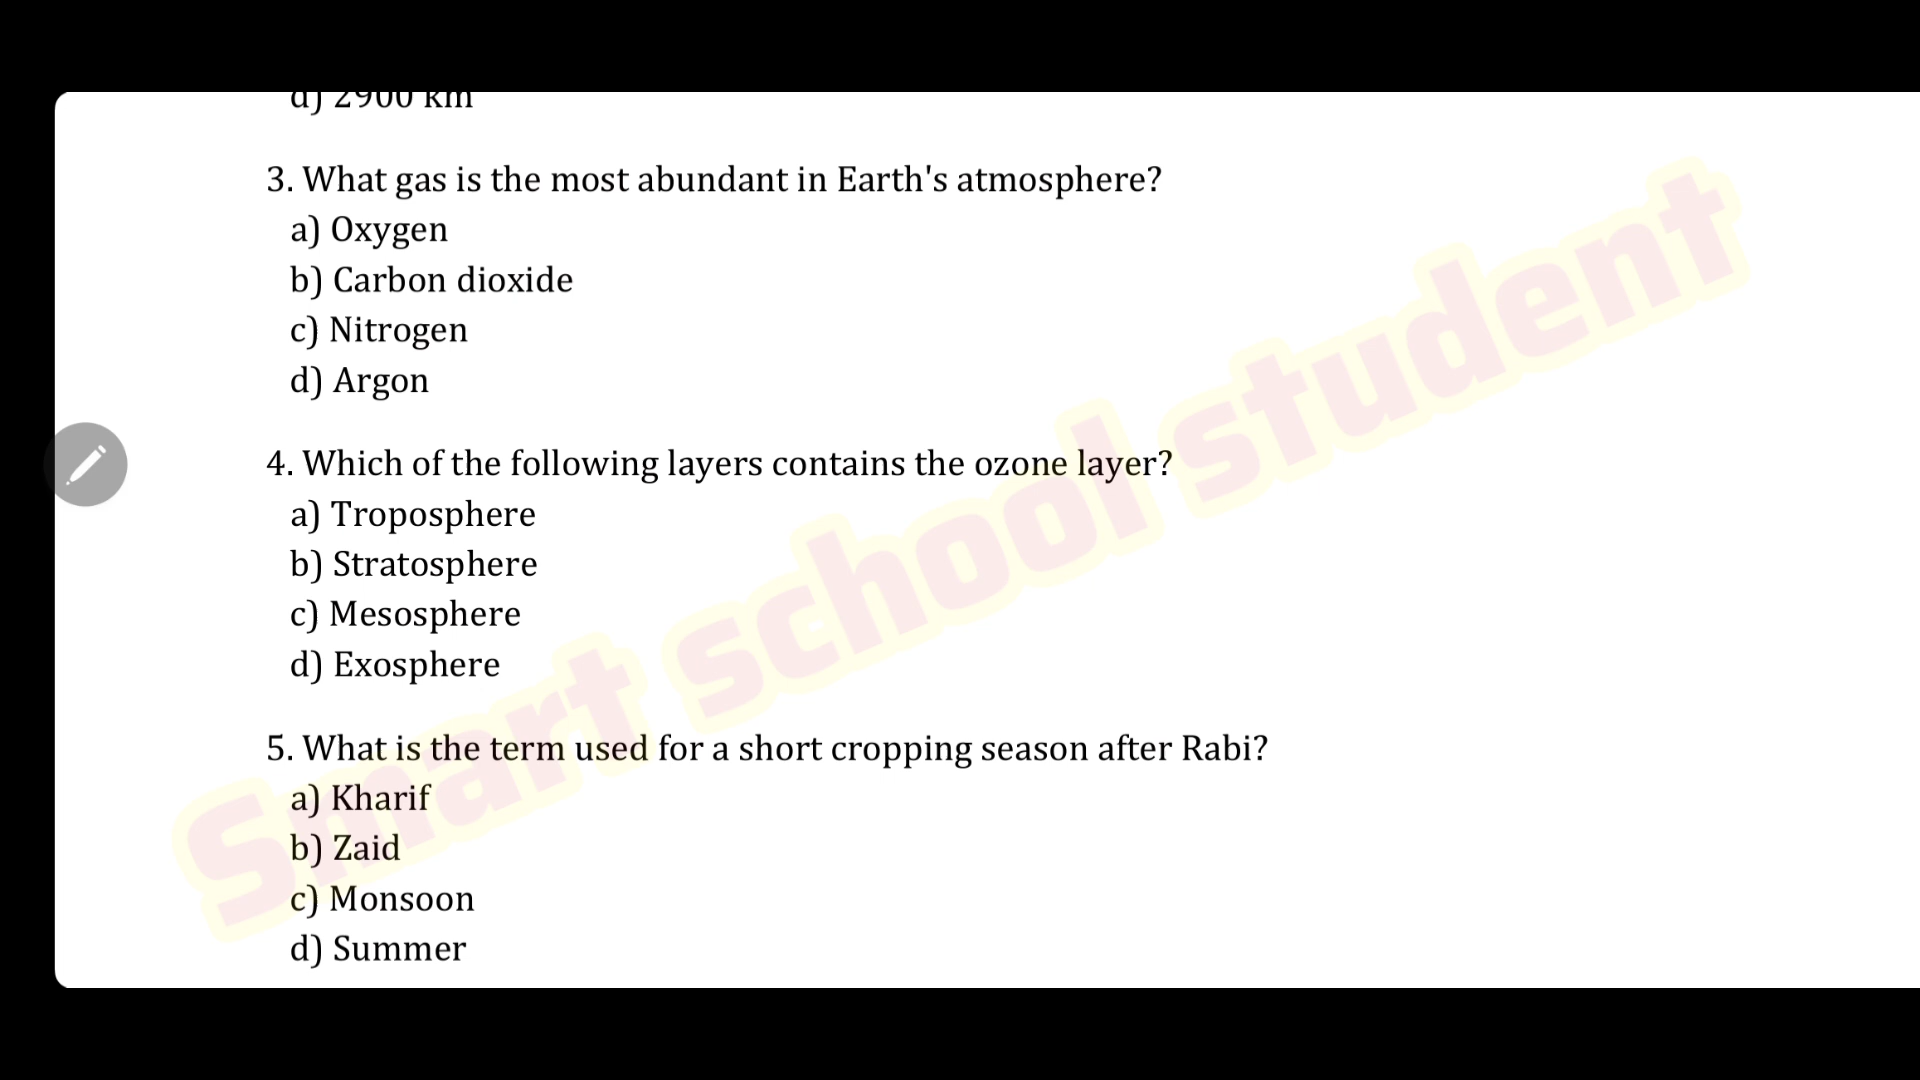 d) 2900 km
3. What gas is the most abundant in Earth's atmosphere?
a) Oxygen
b) Carbon dioxide
c) Nitrogen
d) Argon
4. Which of the following layers contains the ozone layer?
a) Troposphere
b) Stratosphere
c) Mesosphere
d) Exosphere
5. What is the term used for a short cropping season after Rabi?
a) Kharif
b) Zaid
c) Monsoon
d) Summer
Smart school student